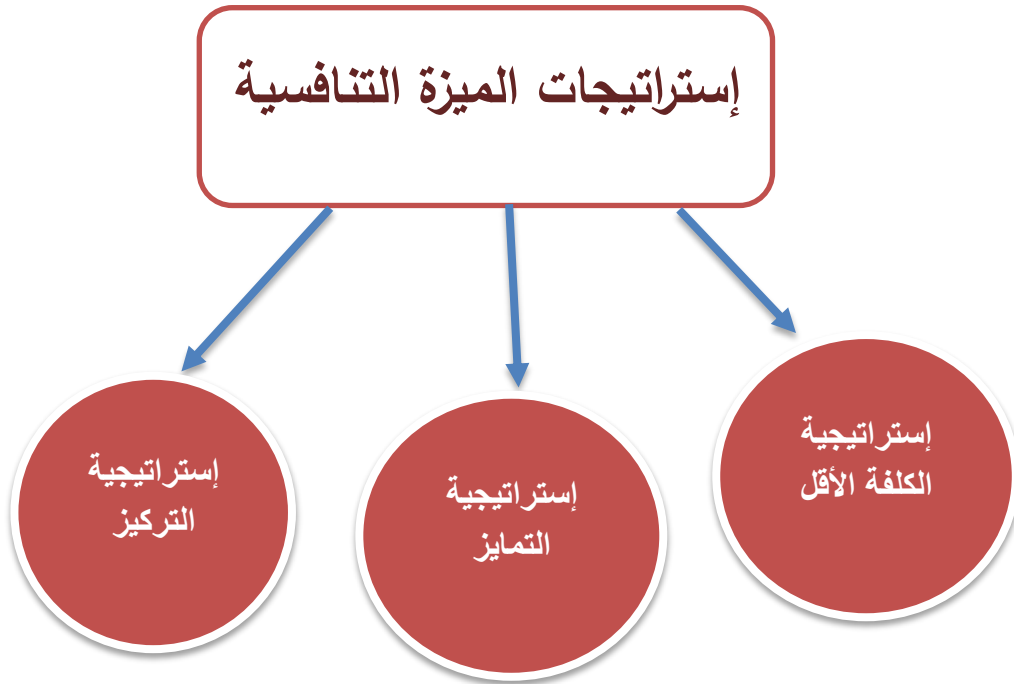 إستراتيجات الميزة التنافسية
إستراتيجية
الكلفة الأقل
إستراتيجية
التمايز
إستراتيجية
التركيز